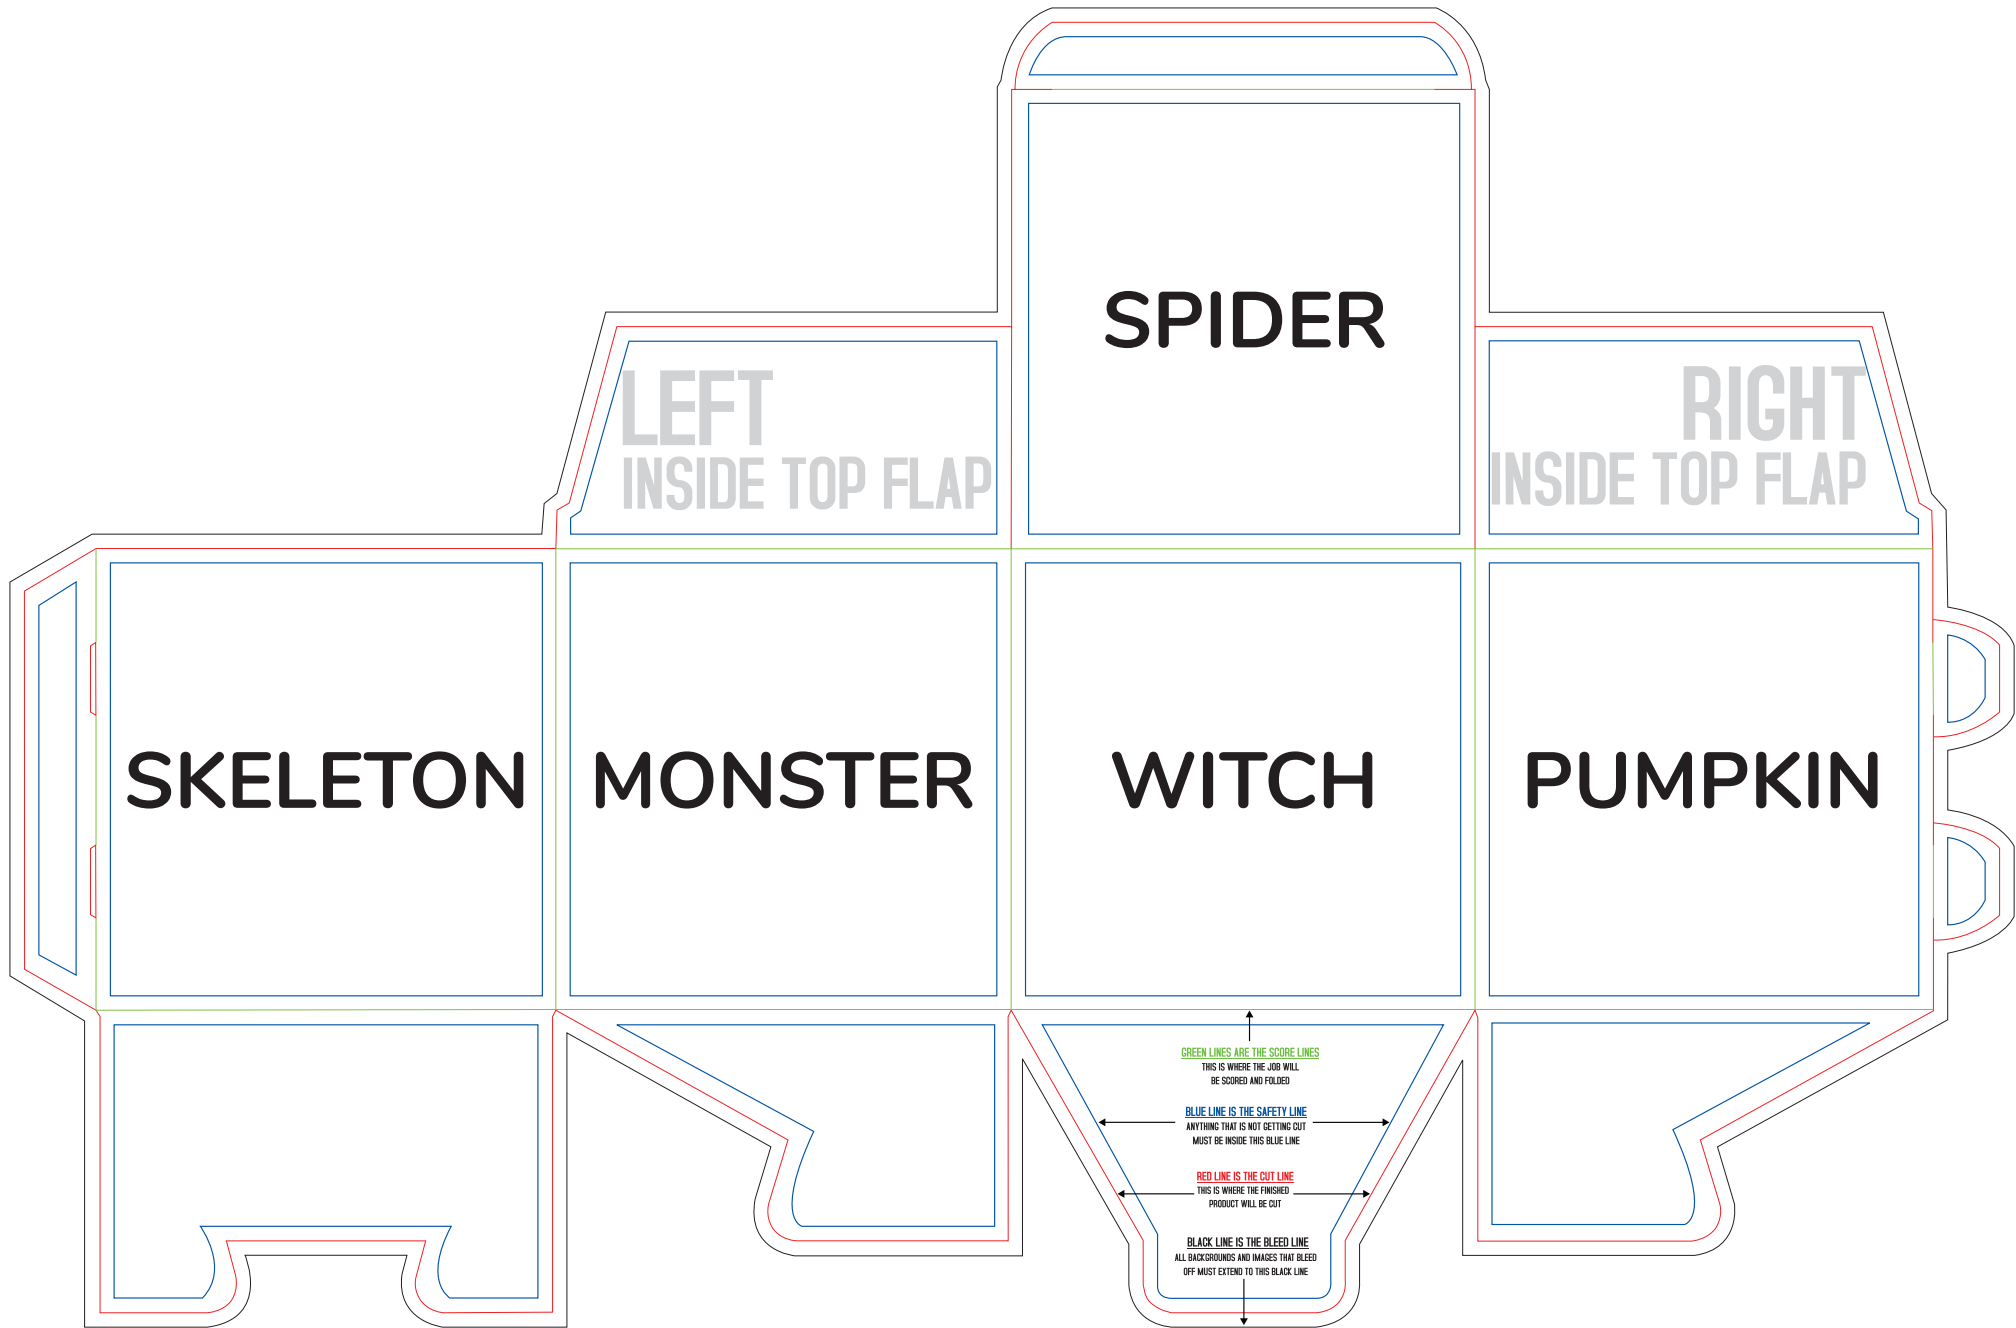 SPIDER
LEFT
INSIDE TOP FLAP
RIGHT
INSIDE TOP FLAP
SKELETON
MONSTER
WITCH
PUMPKIN
GREEN LINES ARE THE SCORE LINES
THIS IS WHERE THE JOB WILL
BE SCORED AND FOLDED
BLUE LINE IS THE SAFETY LINE
ANYTHING THAT IS NOT GETTING CUT
MUST BE INSIDE THIS BLUE LINE
RED LINE IS THE CUT LINE
THIS IS WHERE THE FINISHED
PRODUCT WILL BE CUT
BLACK LINE IS THE BLEED LINE
ALL BACKGROUNDS AND IMAGES THAT BLEED
OFF MUST EXTEND TO THIS BLACK LINE